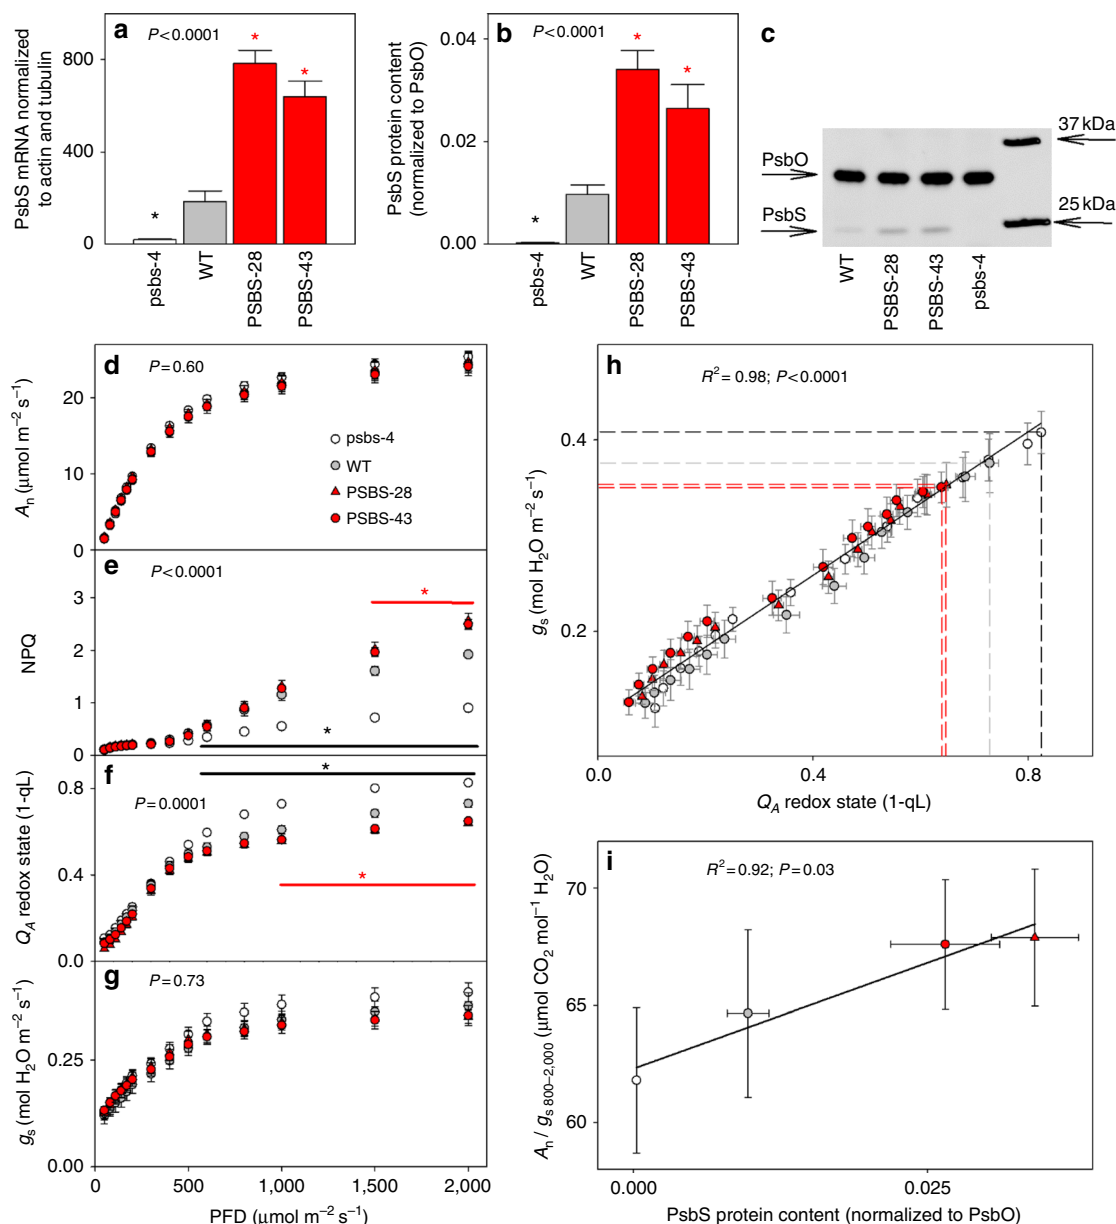 a
P<0.0001
*
*
*
PsbS mRNA normalized
to actin and tubulin
800
400
0
psbs-4
WT
PSBS-28
PSBS-43
b
P<0.0001
*
*
*
PsbS protein content
(normalized to PsbO)
0.04
0.02
0.00
psbs-4
WT
PSBS-28
PSBS-43
c
37 kDa
PsbO
25 kDa
PsbS
WT
PSBS-28
PSBS-43
psbs-4
d
P = 0.60
An (μmol m−2 s−1)
20
10
0
psbs-4
WT
PSBS-28
PSBS-43
e
P<0.0001
*
*
NPQ
3
2
1
0
f
P = 0.0001
*
*
QA redox state (1-qL)
0.8
0.4
0.0
g
P = 0.73
gs (mol H2O m−2 s−1)
0.25
0.00
0
500
1,000
1,500
2,000
PFD (μmol m−2 s−1)
h
R2 = 0.98; P<0.0001
gs (mol H2O m−2 s−1)
0.4
0.2
0.0
0.4
0.8
QA redox state (1-qL)
i
R2 = 0.92; P = 0.03
An / gs 800–2,000 (μmol CO2 mol−1 H2O)
70
65
60
0.000
0.025
PsbS protein content (normalized to PsbO)